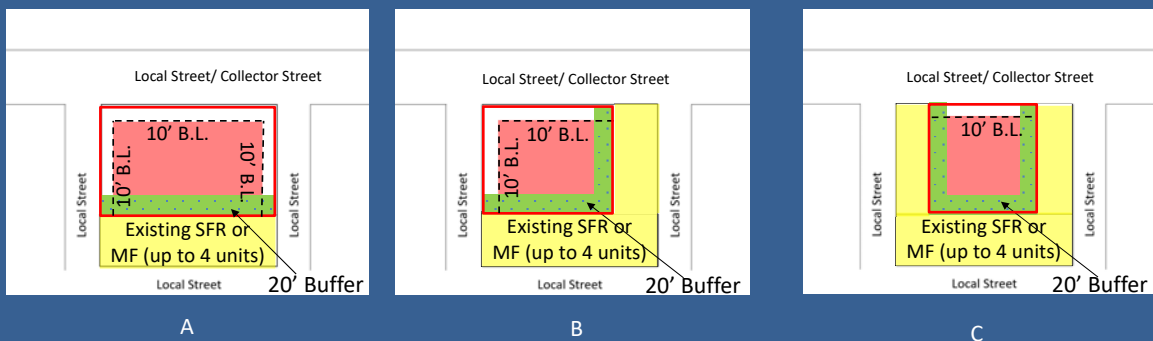 Local Street/ Collector Street
10' B.L.
10' B.L.
10' B.L.
Local Street
Local Street
Existing SFR or
MF (up to 4 units)
20' Buffer
Local Street
A
Local Street/ Collector Street
10' B.L.
10' B.L.
Local Street
Local Street
Existing SFR or
MF (up to 4 units)
20' Buffer
Local Street
B
Local Street/ Collector Street
10' B.L.
Local Street
Local Street
Existing SFR or
MF (up to 4 units)
20' Buffer
Local Street
C